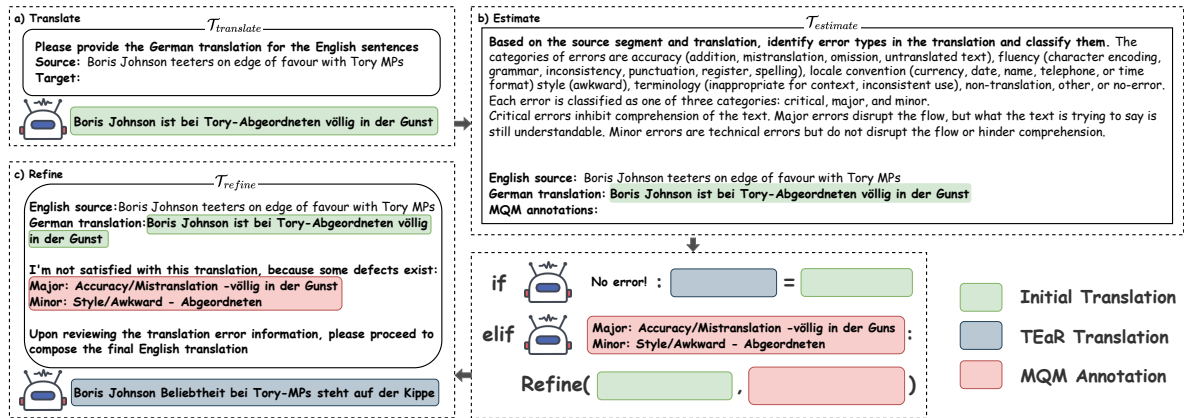 a) Translate
T translate
Please provide the German translation for the English sentences
Source: Boris Johnson teeters on edge of favour with Tory MPs
Target:
Boris Johnson ist bei Tory-Abgeordneten völlig in der Gunst
b) Estimate
T estimate
Based on the source segment and translation, identify error types in the translation and classify them. The
categories of errors are accuracy (addition, mistranslation, omission, untranslated text), fluency (character encoding,
grammar, inconsistency, punctuation, register, spelling), locale convention (currency, date, name, telephone, or time
format) style (awkward), terminology (inappropriate for context, inconsistent use), non-translation, other, or no-error.
Each error is classified as one of three categories: critical, major, and minor.
Critical errors inhibit comprehension of the text. Major errors disrupt the flow, but what the text is trying to say is
still understandable. Minor errors are technical errors but do not disrupt the flow or hinder comprehension.
English source: Boris Johnson teeters on edge of favour with Tory MPs
German translation: Boris Johnson ist bei Tory-Abgeordneten völlig in der Gunst
MQM annotations:
c) Refine
T refine
English source:Boris Johnson teeters on edge of favour with Tory MPs
German translation:Boris Johnson ist bei Tory-Abgeordneten völlig
in der Gunst
I'm not satisfied with this translation, because some defects exist:
Major: Accuracy/Mistranslation -völlig in der Gunst
Minor: Style/Awkward - Abgeordneten
Upon reviewing the translation error information, please proceed to
compose the final English translation
Boris Johnson Beliebtheit bei Tory-MPs steht auf der Kippe
if No error! : =
elif Major: Accuracy/Mistranslation -völlig in der Guns
Minor: Style/Awkward - Abgeordneten :
Refine( , )
Initial Translation
TEaR Translation
MQM Annotation